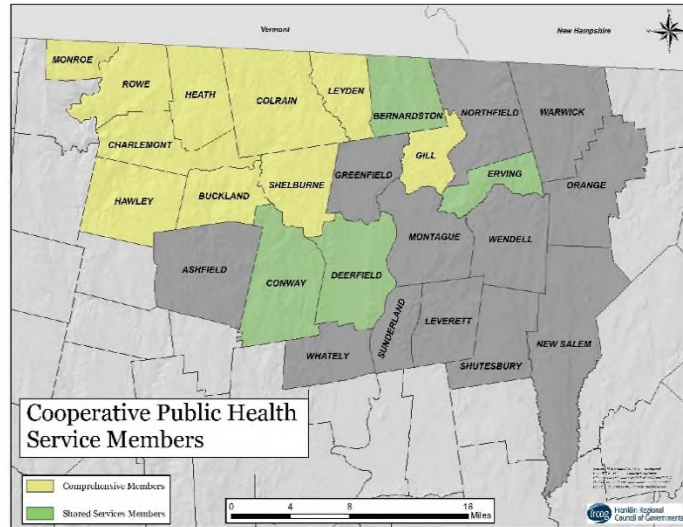 Vermont
New Hampshire
MONROE
ROWE
HEATH
COLRAIN
LEYDEN
BERNARDSTON
NORTHFIELD
WARWICK
CHARLEMONT
GILL
GREENFIELD
ERVING
ORANGE
HAWLEY
BUCKLAND
SHELBURNE
MONTAGUE
WENDELL
ASHFIELD
CONWAY
DEERFIELD
SUNDERLAND
LEVERETT
WHATELY
SHUTESBURY
NEW SALEM
Cooperative Public Health
Service Members
Comprehensive Members
Shared Services Members
0 4 8 16
Miles
frcog
Franklin Regional
Council of Governments